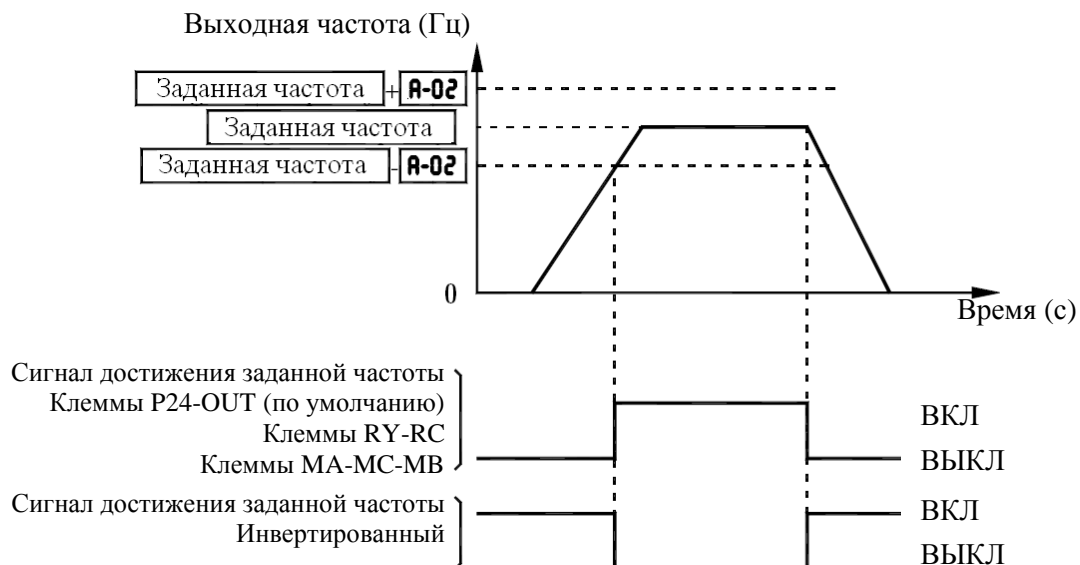 Выходная частота (Гц)
Заданная частота + A-02
Заданная частота
Заданная частота - A-02
0
Время (с)
Сигнал достижения заданной частоты
Клеммы P24-OUT (по умолчанию)
Клеммы RY-RC
Клеммы MA-MC-MB
ВКЛ
ВЫКЛ
Сигнал достижения заданной частоты
Инвертированный
ВКЛ
ВЫКЛ